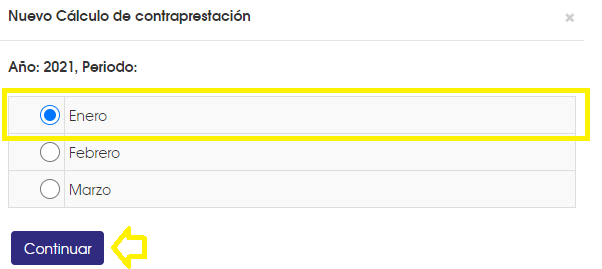 Nuevo Cálculo de contraprestación
×
Año: 2021, Periodo:
Enero
Febrero
Marzo
Continuar